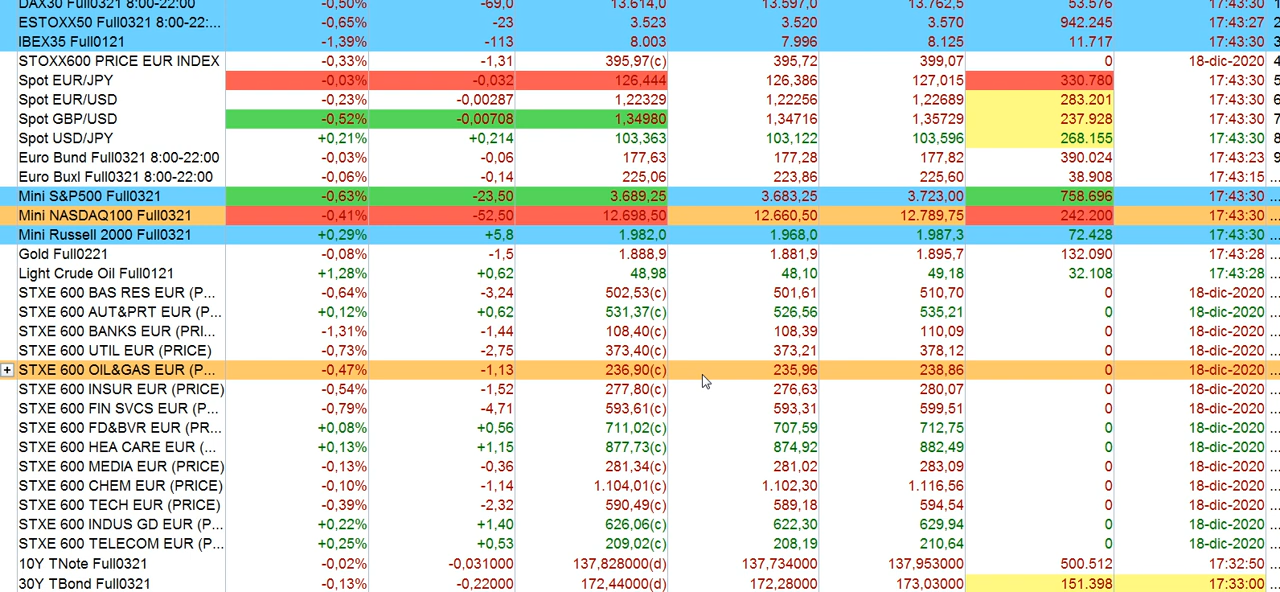 DAX30 Full0321 8:00-22:00 -0,50% -69,0 13.614,0 13.597,0 13.762,5 53.576 17:43:30 1
ESTOXX50 Full0321 8:00-22:... -0,65% -23 3.523 3.520 3.570 942.245 17:43:27 2
IBEX35 Full0121 -1,39% -113 8.003 7.996 8.125 11.717 17:43:30 3
STOXX600 PRICE EUR INDEX -0,33% -1,31 395,97(c) 395,72 399,07 0 18-dic-2020 4
Spot EUR/JPY -0,03% -0,032 126,444 126,386 127,015 330.780 17:43:30 5
Spot EUR/USD -0,23% -0,00287 1,22329 1,22256 1,22689 283.201 17:43:30 6
Spot GBP/USD -0,52% -0,00708 1,34980 1,34716 1,35729 237.928 17:43:30 7
Spot USD/JPY +0,21% +0,214 103,363 103,122 103,596 268.155 17:43:30 8
Euro Bund Full0321 8:00-22:00 -0,03% -0,06 177,63 177,28 177,82 390.024 17:43:23 9
Euro Buxl Full0321 8:00-22:00 -0,06% -0,14 225,06 223,86 225,60 38.908 17:43:15 ...
Mini S&P500 Full0321 -0,63% -23,50 3.689,25 3.683,25 3.723,00 758.696 17:43:30 ...
Mini NASDAQ100 Full0321 -0,41% -52,50 12.698,50 12.660,50 12.789,75 242.200 17:43:30 ...
Mini Russell 2000 Full0321 +0,29% +5,8 1.982,0 1.968,0 1.987,3 72.428 17:43:30 ...
Gold Full0221 -0,08% -1,5 1.888,9 1.881,9 1.895,7 132.090 17:43:28 ...
Light Crude Oil Full0121 +1,28% +0,62 48,98 48,10 49,18 32.108 17:43:28 ...
STXE 600 BAS RES EUR (P... -0,64% -3,24 502,53(c) 501,61 510,70 0 18-dic-2020 ...
STXE 600 AUT&PRT EUR (P... +0,12% +0,62 531,37(c) 526,56 535,21 0 18-dic-2020 ...
STXE 600 BANKS EUR (PRI... -1,31% -1,44 108,40(c) 108,39 110,09 0 18-dic-2020 ...
STXE 600 UTIL EUR (PRICE) -0,73% -2,75 373,40(c) 373,21 378,12 0 18-dic-2020 ...
STXE 600 OIL&GAS EUR (P... -0,47% -1,13 236,90(c) 235,96 238,86 0 18-dic-2020 ...
STXE 600 INSUR EUR (PRICE) -0,54% -1,52 277,80(c) 276,63 280,07 0 18-dic-2020 ...
STXE 600 FIN SVCS EUR (P... -0,79% -4,71 593,61(c) 593,31 599,51 0 18-dic-2020 ...
STXE 600 FD&BVR EUR (PR... +0,08% +0,56 711,02(c) 707,59 712,75 0 18-dic-2020 ...
STXE 600 HEA CARE EUR (... +0,13% +1,15 877,73(c) 874,92 882,49 0 18-dic-2020 ...
STXE 600 MEDIA EUR (PRICE) -0,13% -0,36 281,34(c) 281,02 283,09 0 18-dic-2020 ...
STXE 600 CHEM EUR (PRICE) -0,10% -1,14 1.104,01(c) 1.102,30 1.116,56 0 18-dic-2020 ...
STXE 600 TECH EUR (PRICE) -0,39% -2,32 590,49(c) 589,18 594,54 0 18-dic-2020 ...
STXE 600 INDUS GD EUR (P... +0,22% +1,40 626,06(c) 622,30 629,94 0 18-dic-2020 ...
STXE 600 TELECOM EUR (P... +0,25% +0,53 209,02(c) 208,19 210,64 0 18-dic-2020 ...
10Y TNote Full0321 -0,02% -0,031000 137,828000(d) 137,734000 137,953000 500.512 17:32:50 ...
30Y TBond Full0321 -0,13% -0,22000 172,44000(d) 172,28000 173,03000 151.398 17:33:00 ...